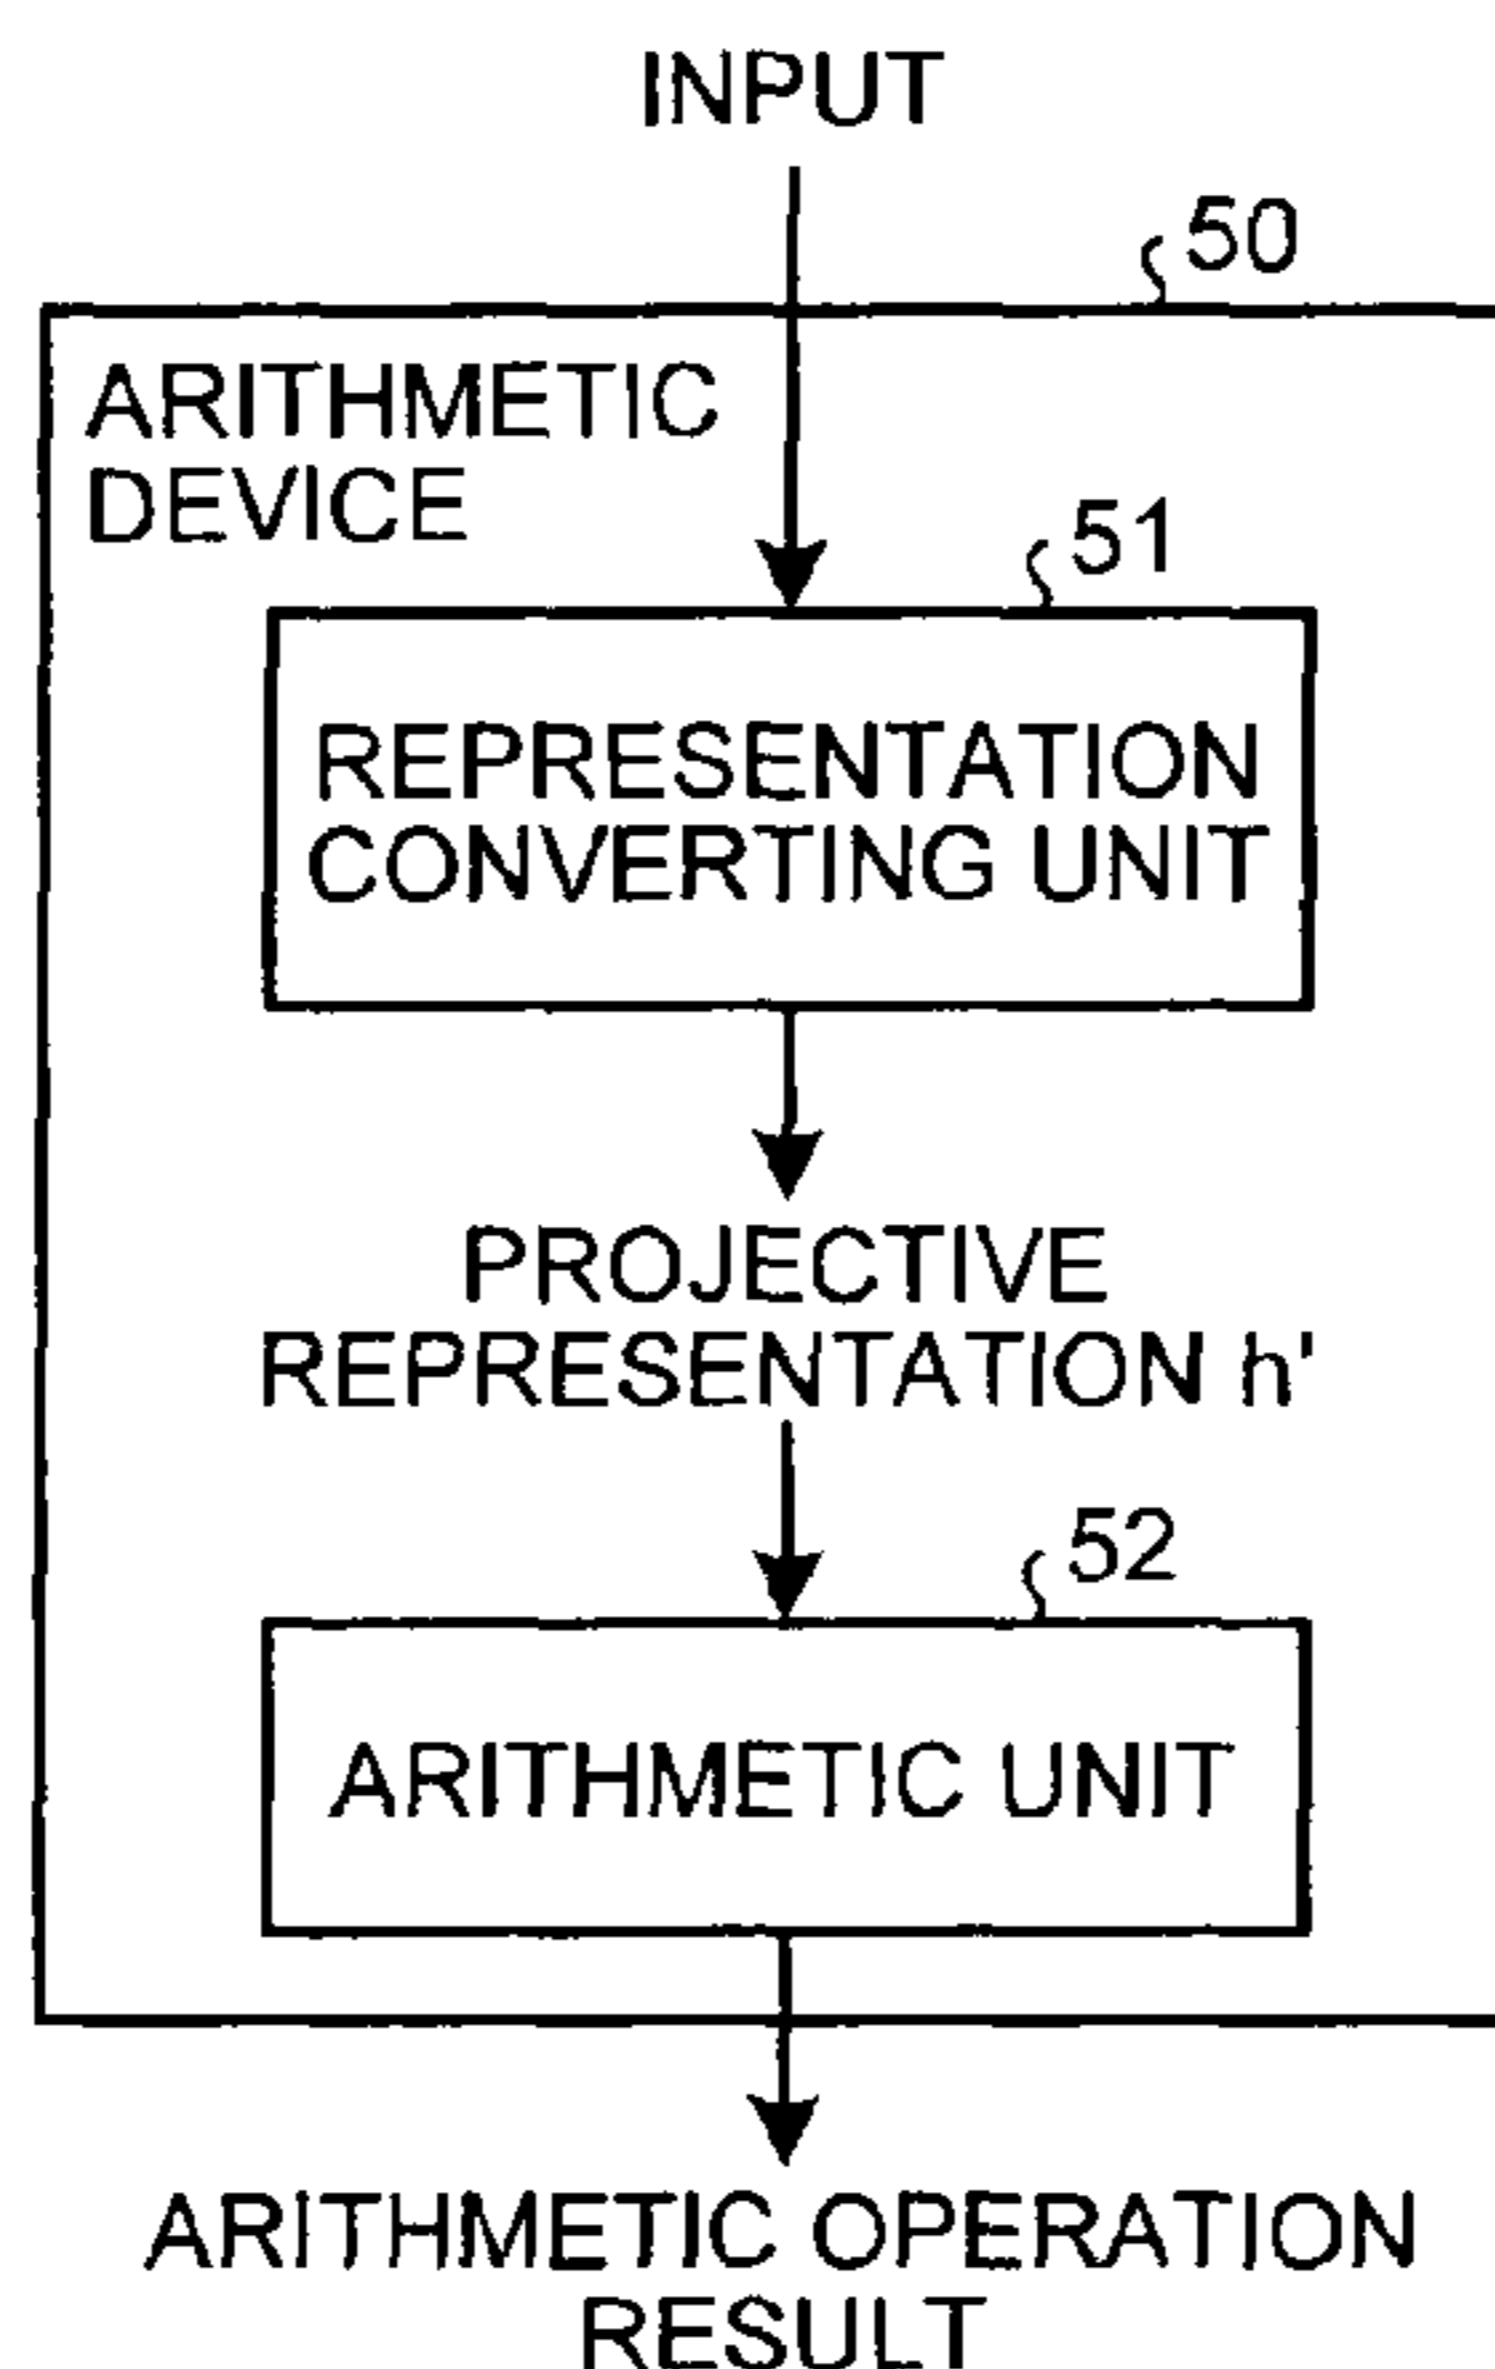 INPUT
50
ARITHMETIC
DEVICE
51
REPRESENTATION
CONVERTING UNIT
PROJECTIVE
REPRESENTATION h'
52
ARITHMETIC UNIT
ARITHMETIC OPERATION
RESULT